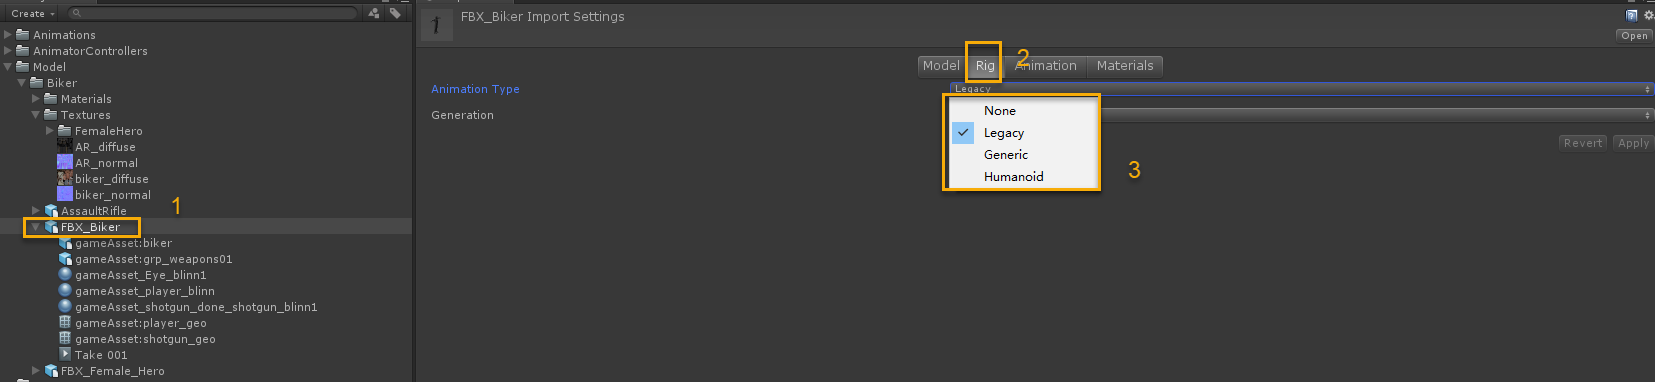 Create
FBX_Biker Import Settings
Open
Animations
AnimatorControllers
Model
Biker
Materials
Textures
FemaleHero
AR_diffuse
AR_normal
biker_diffuse
biker_normal
AssaultRifle
1
FBX_Biker
gameAsset:biker
gameAsset:grp_weapons01
gameAsset_Eye_blinn1
gameAsset_player_blinn
gameAsset_shotgun_done_shotgun_blinn1
gameAsset:player_geo
gameAsset:shotgun_geo
Take 001
FBX_Female_Hero
2
Model Rig Animation Materials
Animation Type Legacy
Generation
None
Legacy
Generic
Humanoid
3
Revert Apply